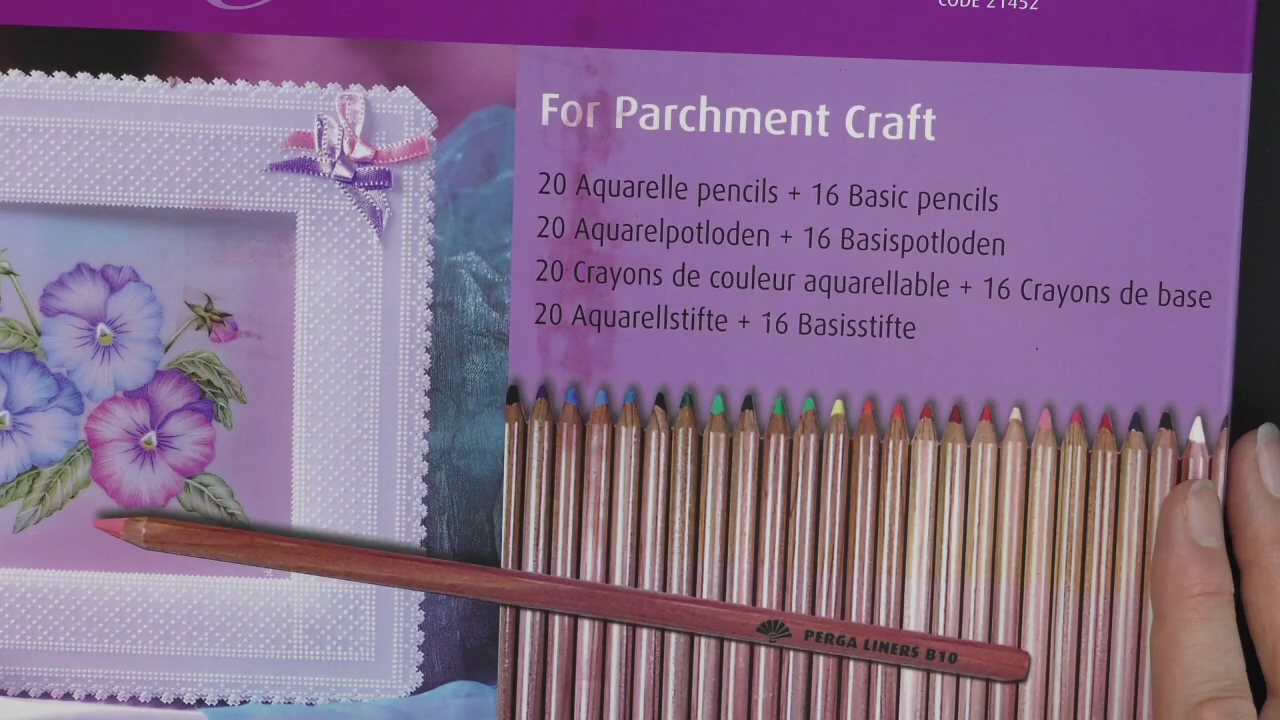 CODE 21452
For Parchment Craft
20 Aquarelle pencils + 16 Basic pencils
20 Aquarelpotloden + 16 Basispotloden
20 Crayons de couleur aquarellable + 16 Crayons de base
20 Aquarellstifte + 16 Basisstifte
PERGA LINERS B10